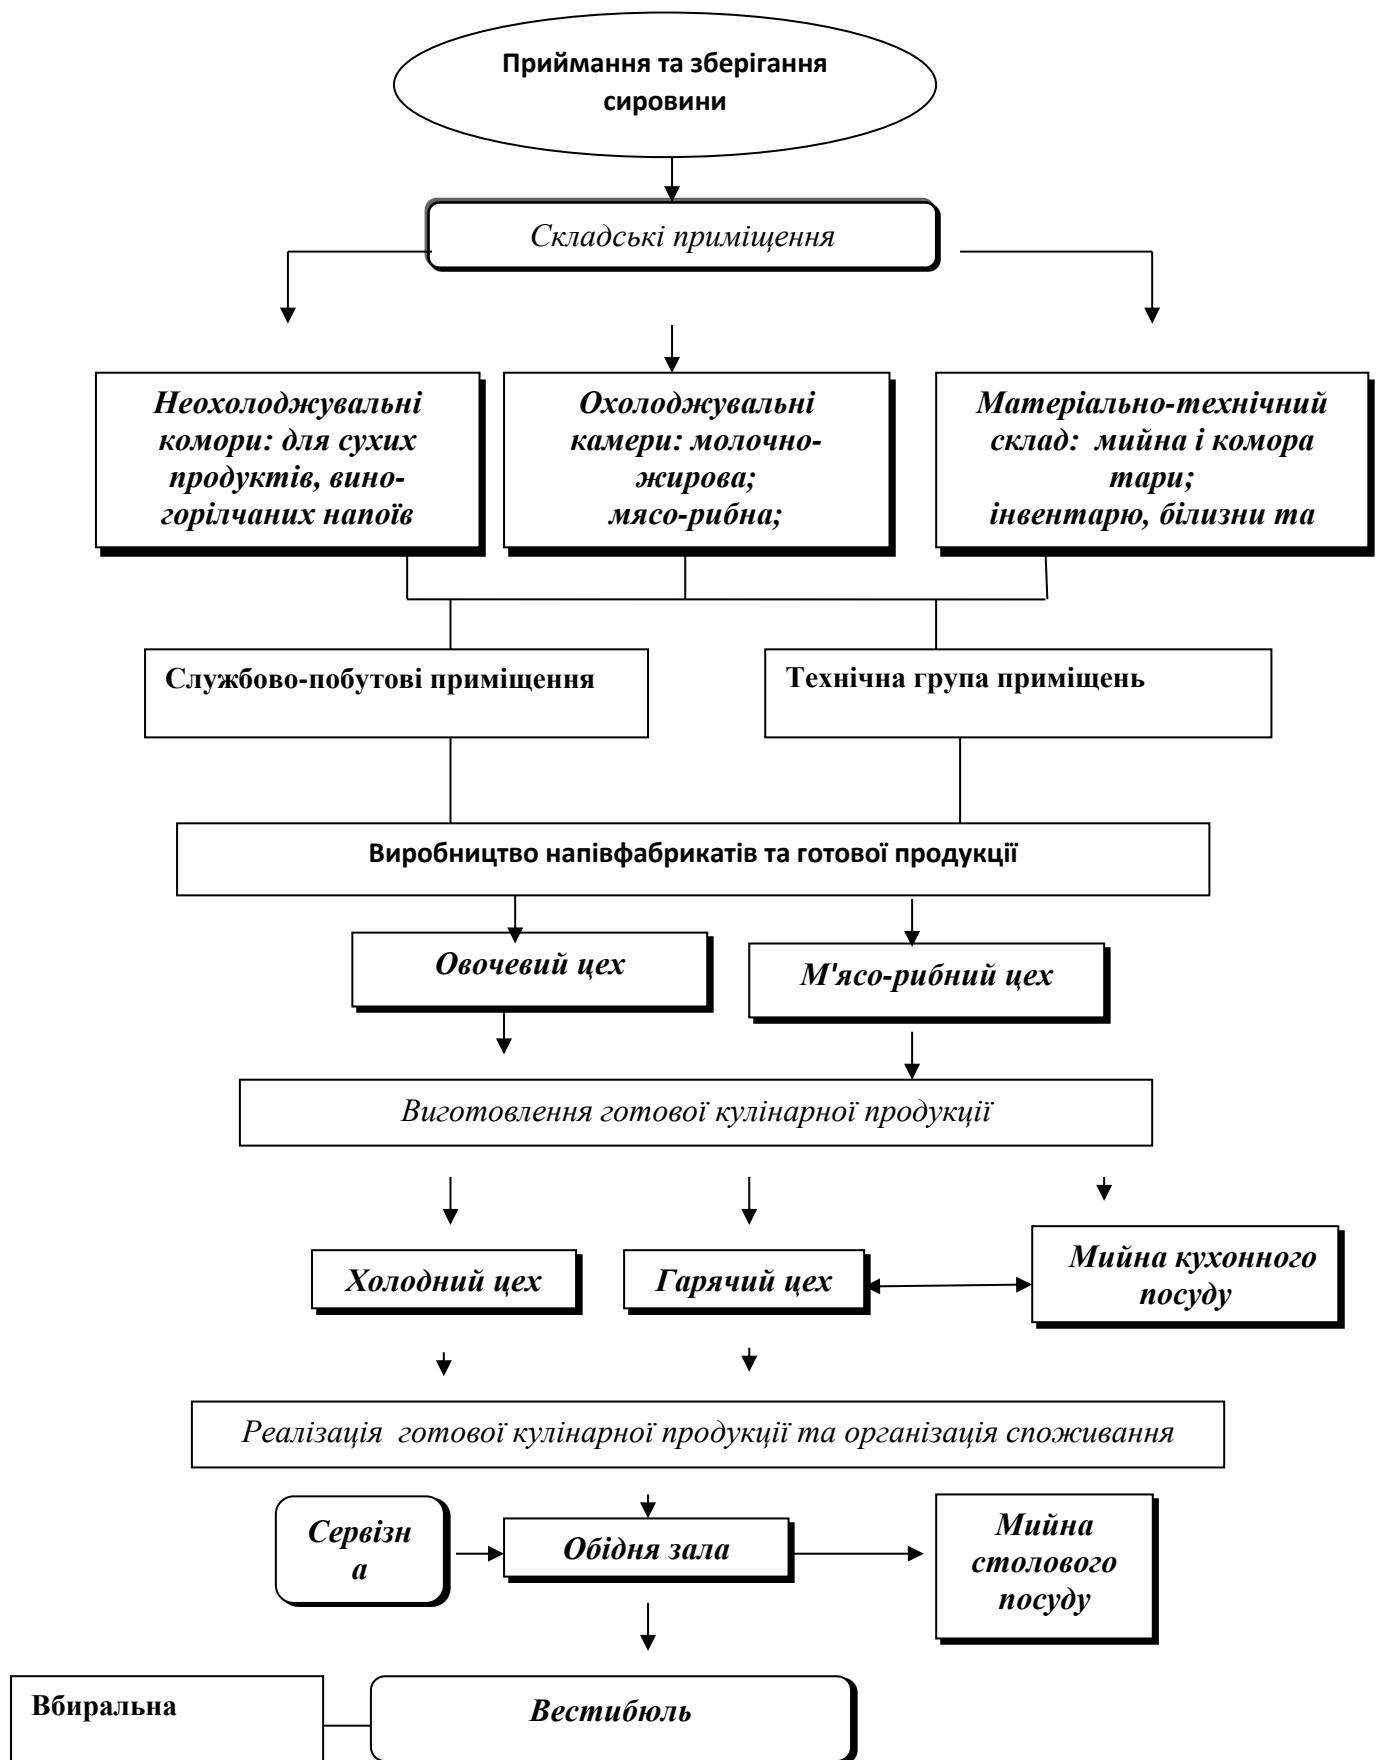 Приймання та зберігання
сировини
Складські приміщення
Неохолоджувальні
комори: для сухих
продуктів, вино-
горілчаних напоїв
Охолоджувальні
камери: молочно-
жирова;
мясо-рибна;
Матеріально-технічний
склад:  мийна і комора
тари;
інвентарю, білизни та
Службово-побутові приміщення
Технічна група приміщень
Виробництво напівфабрикатів та готової продукції
Овочевий цех
М'ясо-рибний цех
Виготовлення готової кулінарної продукції
Холодний цех
Гарячий цех
Мийна кухонного
посуду
Реалізація  готової кулінарної продукції та організація споживання
Сервізн
а
Обідня зала
Мийна
столового
посуду
Вбиральна
Вестибюль